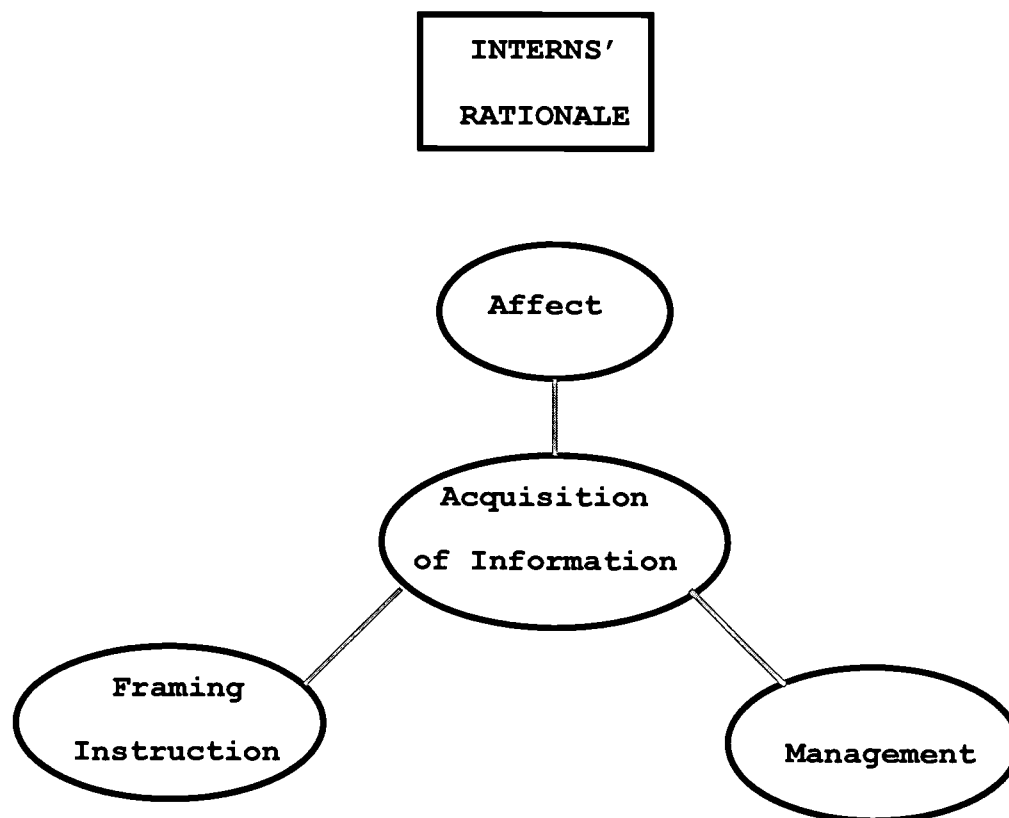 INTERNS'
RATIONALE
Affect
Acquisition
of Information
Framing
Instruction
Management